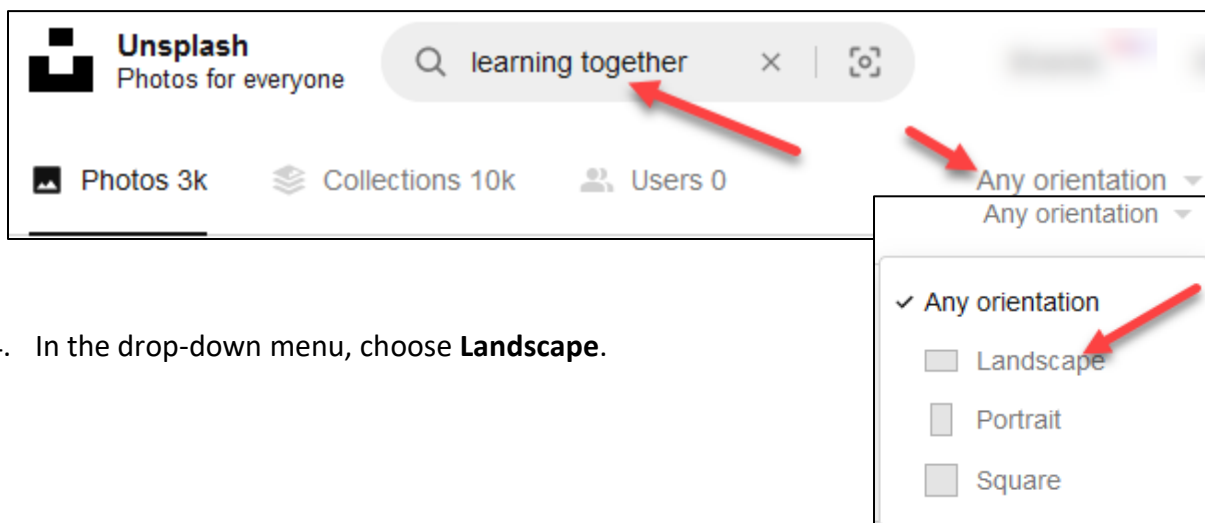 Unsplash
Photos for everyone
learning together
Photos 3k
Collections 10k
Users 0
Any orientation
Any orientation
Any orientation
Landscape
Portrait
Square
In the drop-down menu, choose Landscape.